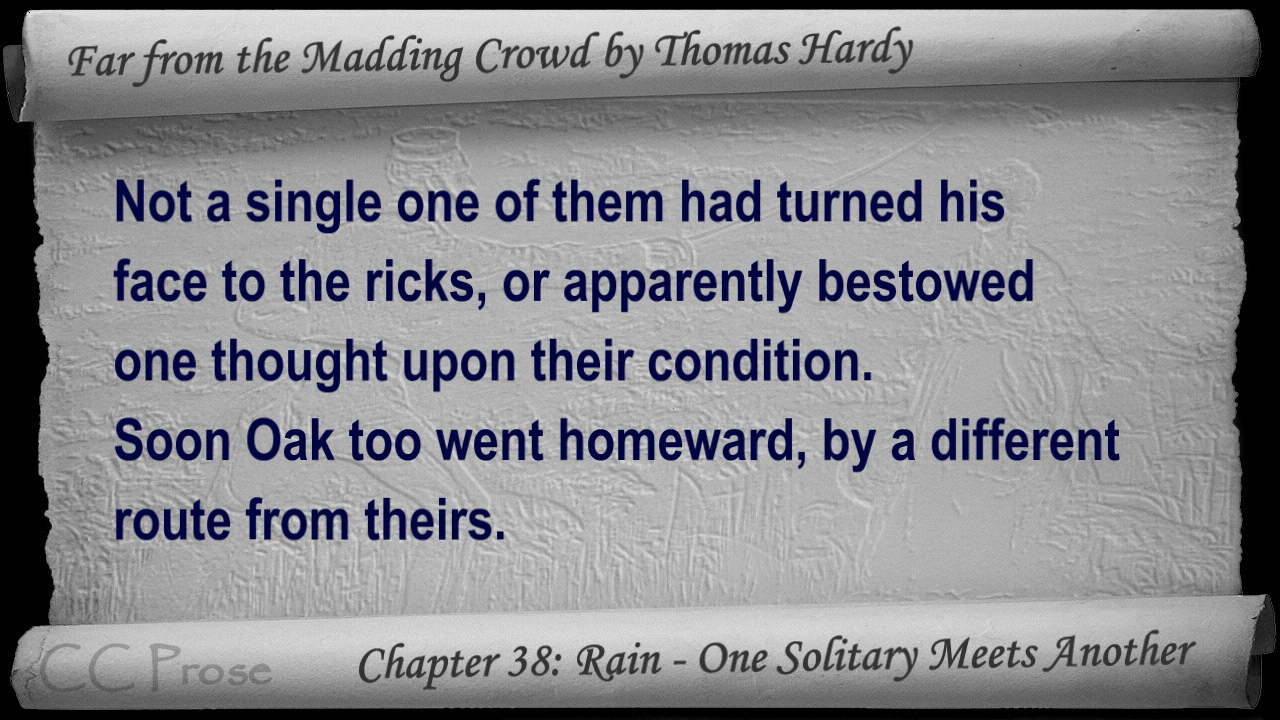 Far from the Madding Crowd by Thomas Hardy
Not a single one of them had turned his
face to the ricks, or apparently bestowed
one thought upon their condition.
Soon Oak too went homeward, by a different
route from theirs.
CC Prose
Chapter 38: Rain - One Solitary Meets Another